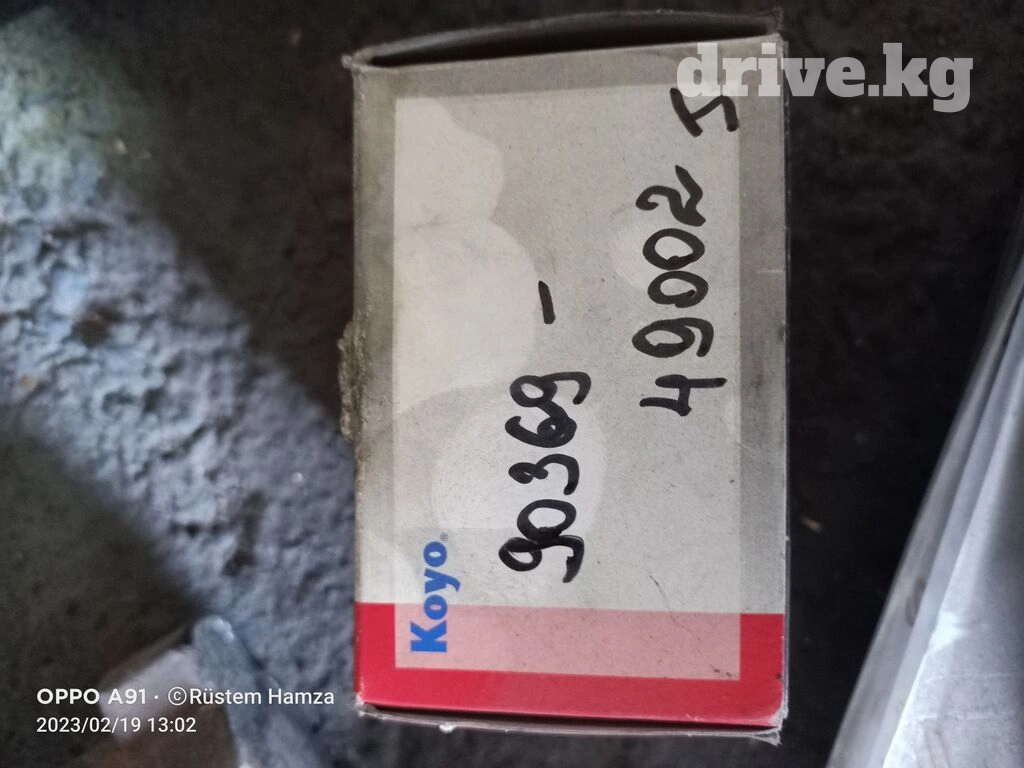 drive.kg
Koyo®
90369 -
49002 J
OPPO A91 · ©Rüstem Hamza
2023/02/19 13:02